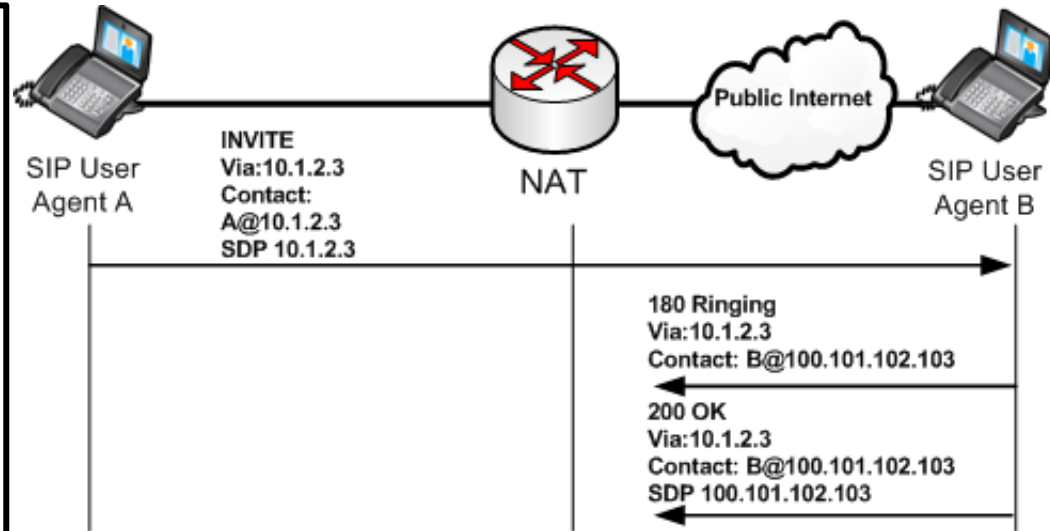 Public Internet
SIP User
Agent A
INVITE
Via:10.1.2.3
Contact:
A@10.1.2.3
SDP 10.1.2.3
NAT
SIP User
Agent B
180 Ringing
Via:10.1.2.3
Contact: B@100.101.102.103
200 OK
Via:10.1.2.3
Contact: B@100.101.102.103
SDP 100.101.102.103